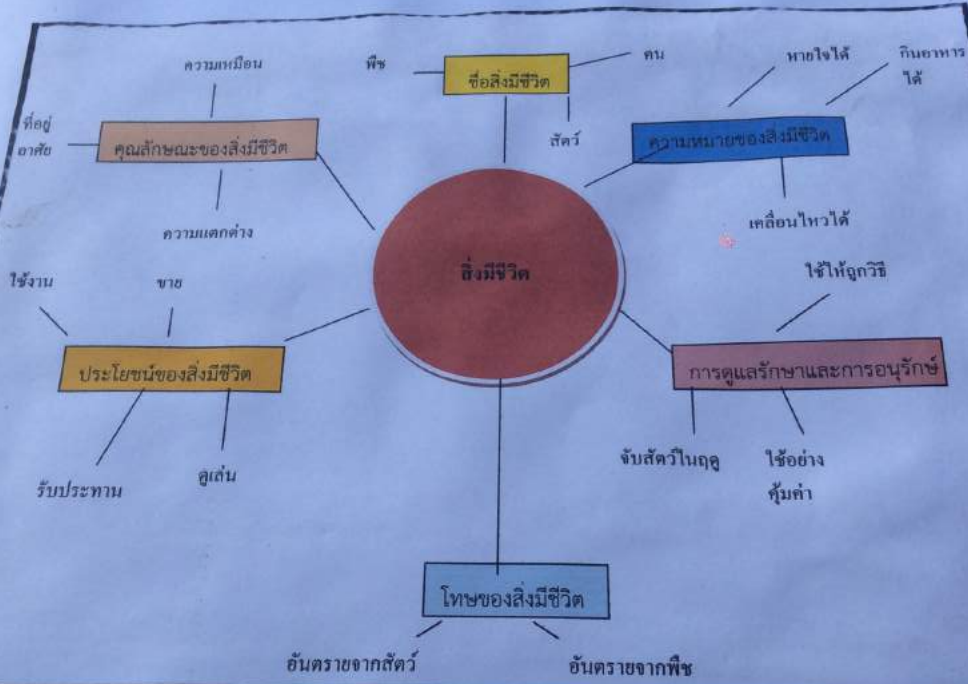 ความเหมือน
ที่อยู่
อาศัย
คุณลักษณะของสิ่งมีชีวิต
ความแตกต่าง
พืช
ชื่อสิ่งมีชีวิต
คน
สัตว์
หายใจได้
กินอาหาร
ได้
ความหมายของสิ่งมีชีวิต
เคลื่อนไหวได้
สิ่งมีชีวิต
ใช้งาน
ขาย
ประโยชน์ของสิ่งมีชีวิต
รับประทาน
ดูเล่น
ใช้ให้ถูกวิธี
การดูแลรักษาและการอนุรักษ์
จับสัตว์ในฤดู
ใช้อย่าง
คุ้มค่า
โทษของสิ่งมีชีวิต
อันตรายจากสัตว์
อันตรายจากพืช